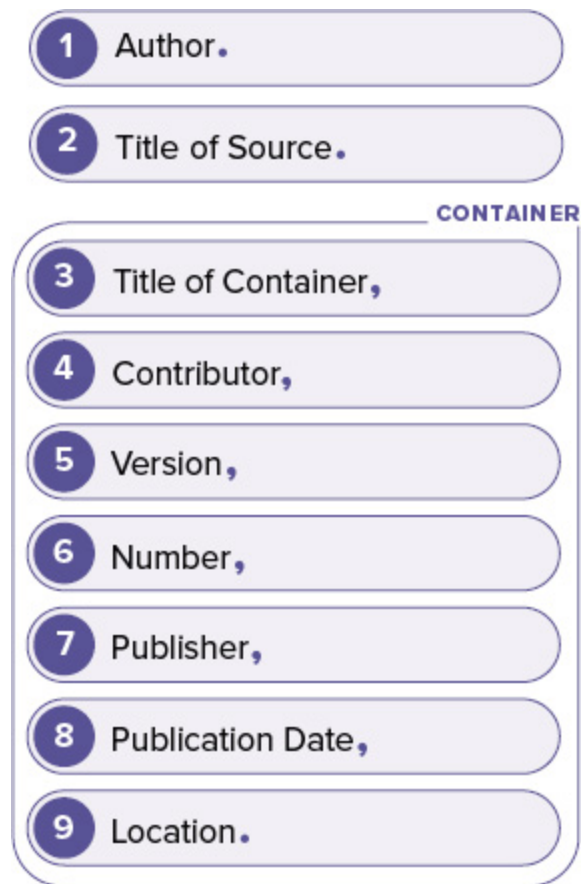 1 Author.
2 Title of Source.
CONTAINER
3 Title of Container,
4 Contributor,
5 Version,
6 Number,
7 Publisher,
8 Publication Date,
9 Location.